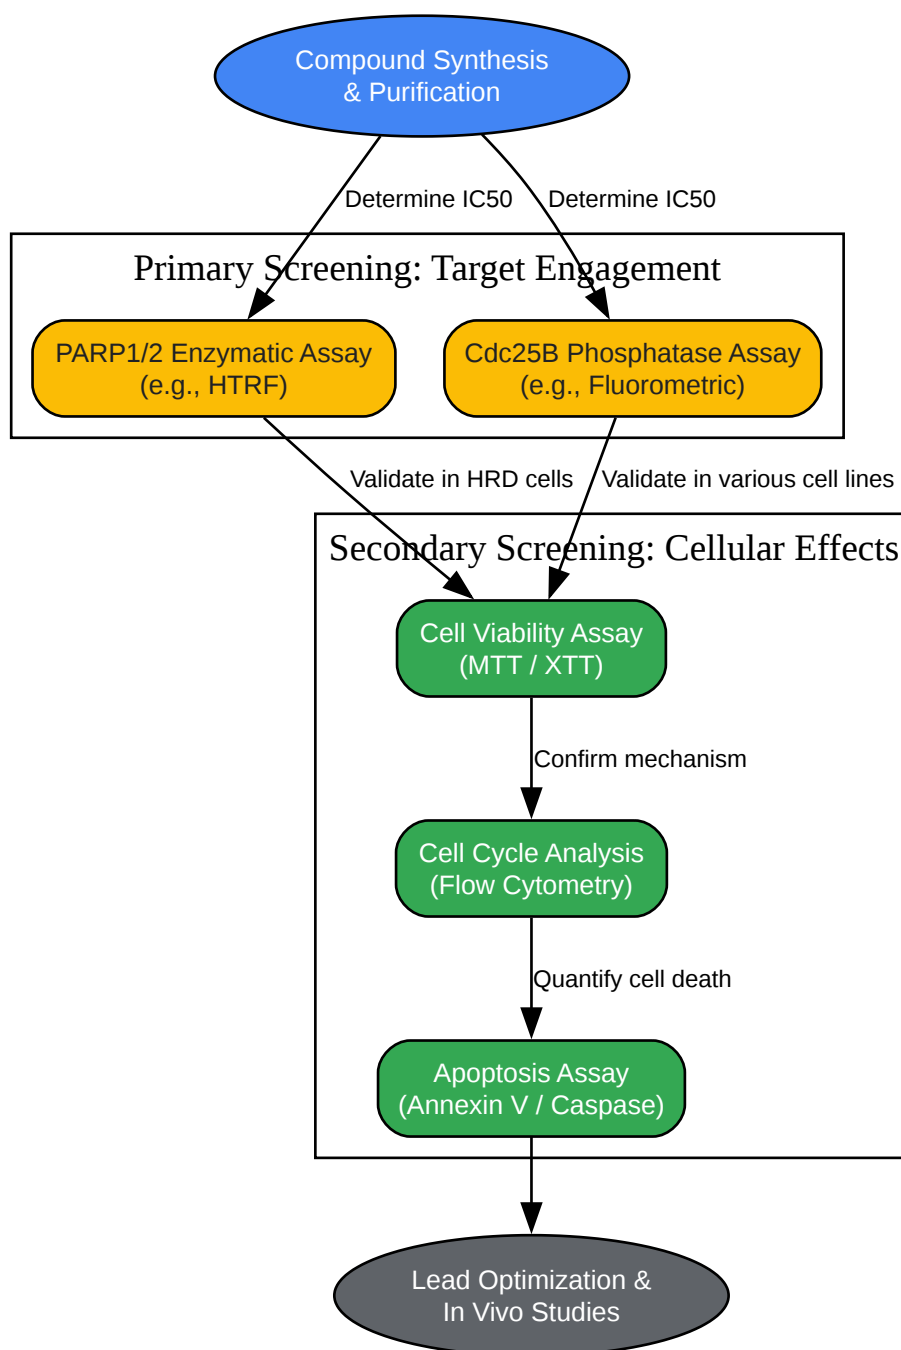 Compound Synthesis
& Purification
Determine IC50
Determine IC50
Primary Screening: Target Engagement
PARP1/2 Enzymatic Assay
(e.g., HTRF)
Cdc25B Phosphatase Assay
(e.g., Fluorometric)
Validate in HRD cells
Validate in various cell lines
Secondary Screening: Cellular Effects
Cell Viability Assay
(MTT / XTT)
Confirm mechanism
Cell Cycle Analysis
(Flow Cytometry)
Quantify cell death
Apoptosis Assay
(Annexin V / Caspase)
Lead Optimization &
In Vivo Studies